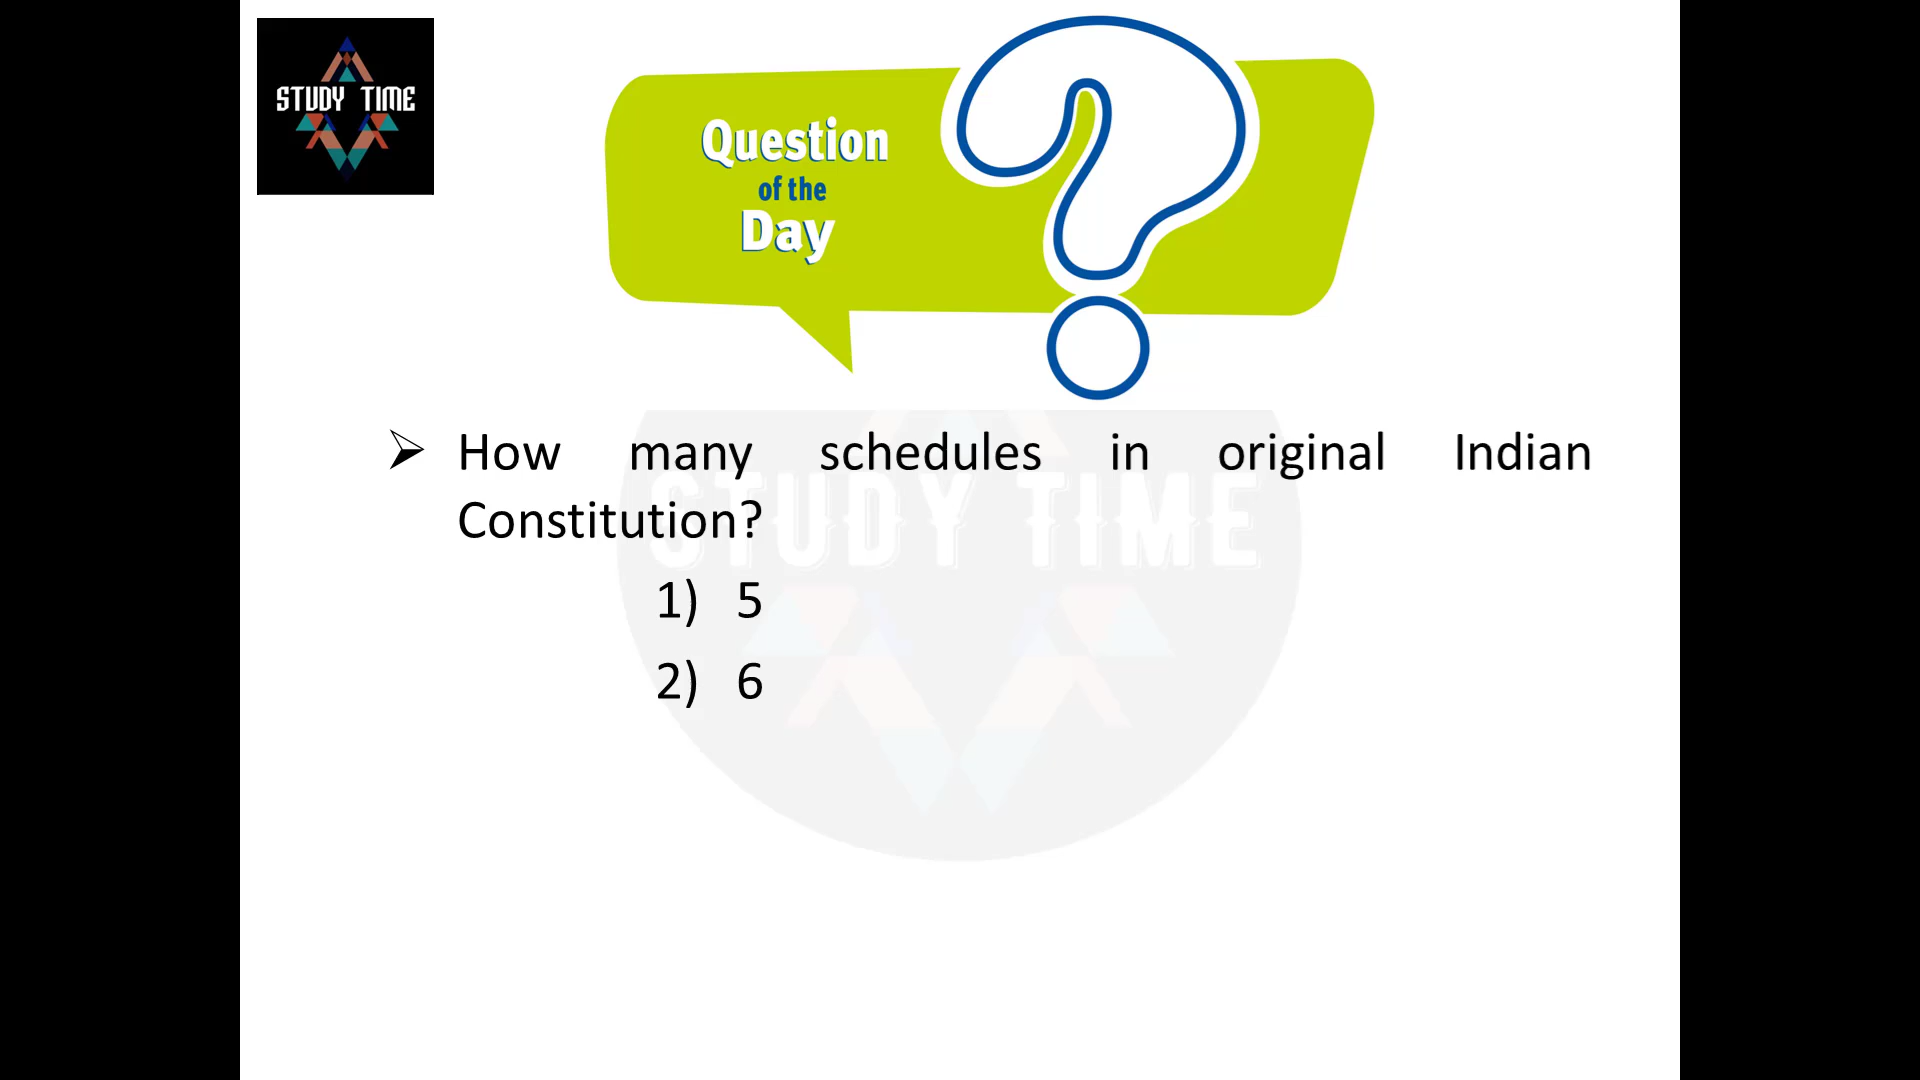 STUDY TIME
Question
of the
Day
How many schedules in original Indian
Constitution?
STUDY TIME
1) 5
2) 6